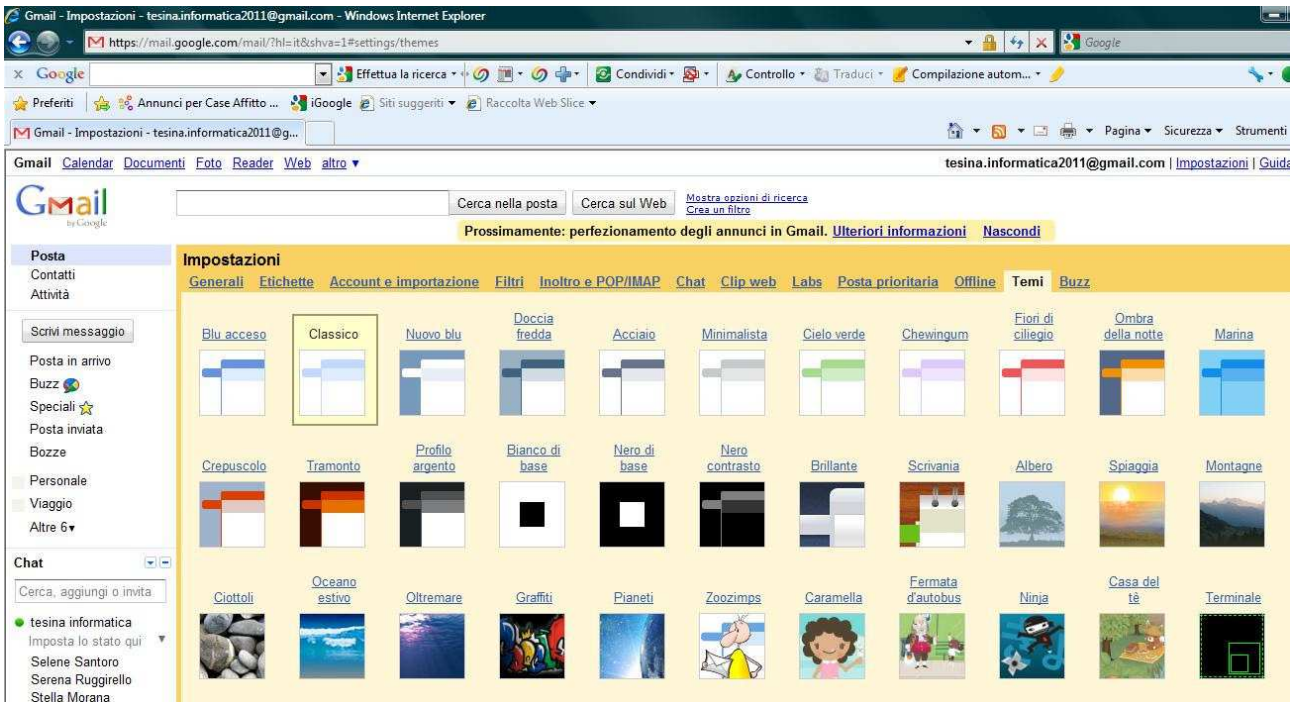 Gmail - Impostazioni - tesina.informatica2011@gmail.com - Windows Internet Explorer
https://mail.google.com/mail/?hl=it&shva=1#settings/themes
Google
x Google Effettua la ricerca Condividi Controllo Traduci Compilazione autom...
Preferiti Annunci per Case Affitto ... iGoogle Siti suggeriti Raccolta Web Slice
Gmail - Impostazioni - tesina.informatica2011@g... Pagina Sicurezza Strumenti
Gmail Calendar Documenti Foto Reader Web altro tesina.informatica2011@gmail.com | Impostazioni | Guida
Gmail by Google
Cerca nella posta Cerca sul Web Mostra opzioni di ricerca
Crea un filtro
Prossimamente: perfezionamento degli annunci in Gmail. Ulteriori informazioni Nascondi
Posta
Contatti
Attività
Scrivi messaggio
Posta in arrivo
Buzz
Speciali
Posta inviata
Bozze
Personale
Viaggio
Altre 6
Chat
Cerca, aggiungi o invita
tesina informatica
Imposta lo stato qui
Selene Santoro
Serena Ruggirello
Stella Morana
Impostazioni
Generali Etichette Account e importazione Filtri Inoltro e POP/IMAP Chat Clip web Labs Posta prioritaria Offline Temi Buzz
Blu acceso Classico Nuovo blu Doccia fredda Acciaio Minimalista Cielo verde Chewingum Fiori di ciliegio Ombra della notte Marina
Crepuscolo Tramonto Profilo argento Bianco di base Nero di base Nero contrasto Brillante Scrivania Albero Spiaggia Montagne
Ciottoli Oceano estivo Oltremare Graffiti Pianeti Zoozimps Caramella Fermata d'autobus Ninja Casa del tè Terminale